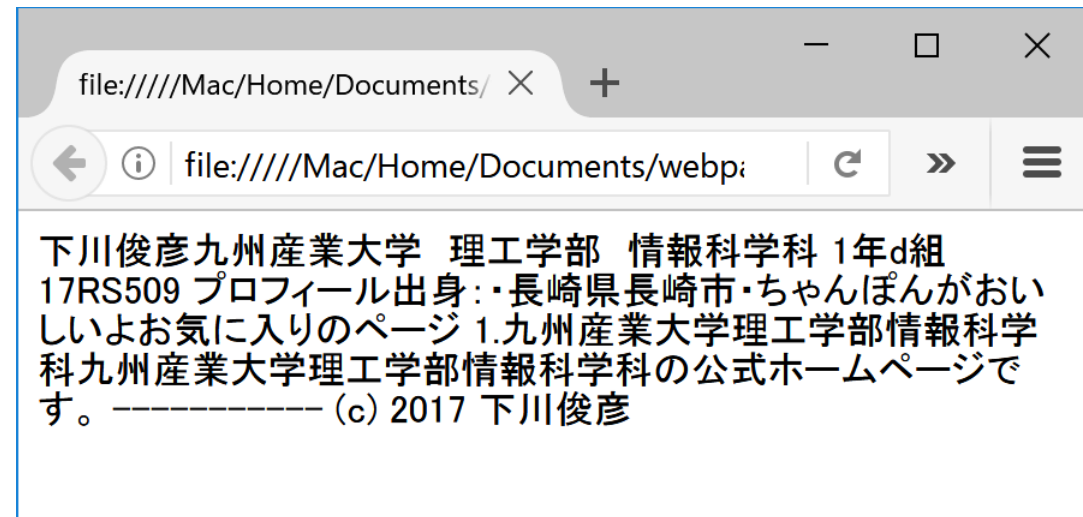 file://///Mac/Home/Documents/
file://///Mac/Home/Documents/webpa
下川俊彦九州産業大学　理工学部　情報科学科 1年d組
17RS509 プロフィール出身：・長崎県長崎市・ちゃんぽんがおい
しいよお気に入りのページ 1.九州産業大学理工学部情報科学
科九州産業大学理工学部情報科学科の公式ホームページで
す。 ----------- (c) 2017 下川俊彦